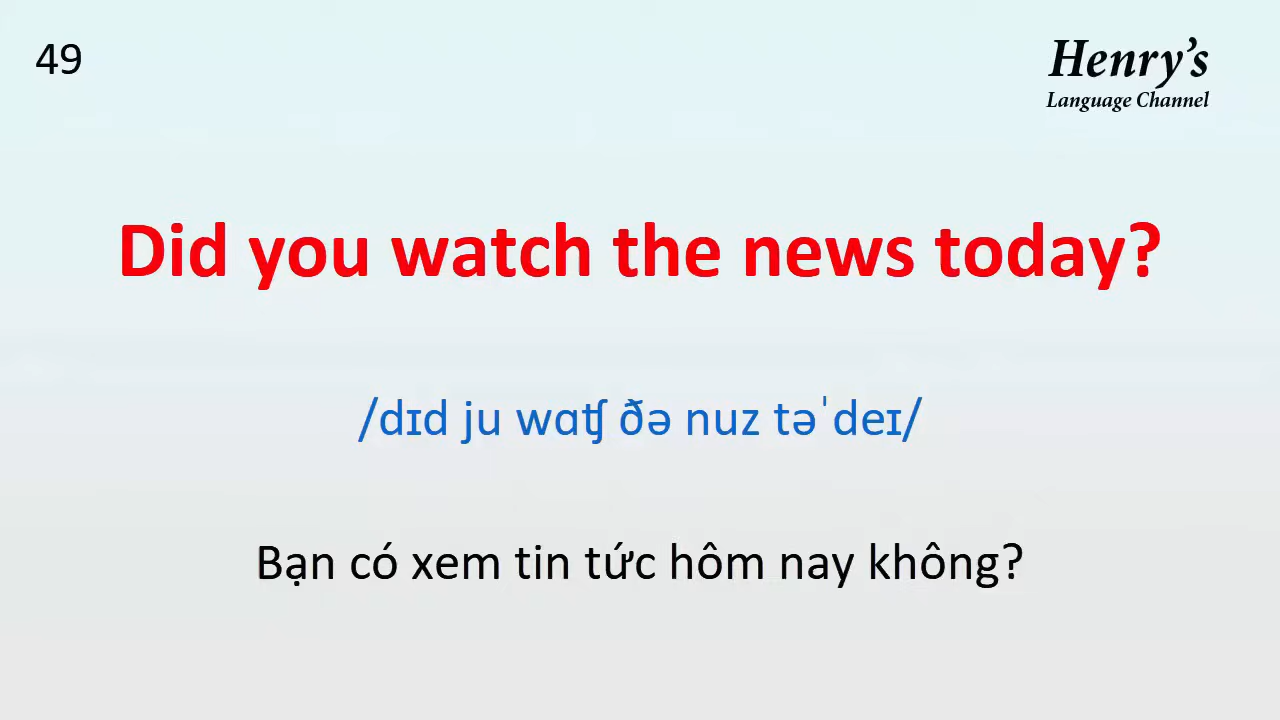 49
Henry’s
Language Channel
Did you watch the news today?
/dɪd ju wɑʧ ðə nuz təˈdeɪ/
Bạn có xem tin tức hôm nay không?